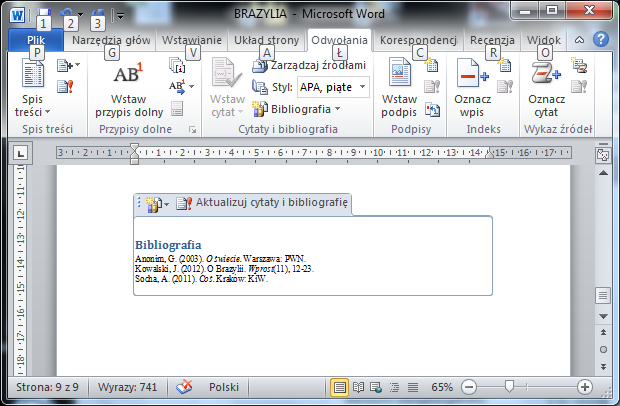 BRAZYLIA - Microsoft Word
1 2 3
Plik Narzędzia głów Wstawianie Układ strony Odwołania Korespondencj Recenzja Widok
P G V A Ł C R O
Spis treści
Spis treści
AB1
Wstaw przypis dolny
AB
Przypisy dolne
Wstaw cytat
Zarządzaj źródłami
Styl: APA, piąte
Bibliografia
Cytaty i bibliografia
Wstaw podpis
Podpisy
Oznacz wpis
Indeks
Oznacz cytat
Wykaz źródeł
L
3 2 1 1 2 3 4 5 6 7 8 9 10 11 12 13 14 15 16 17
Aktualizuj cytaty i bibliografię
Bibliografia
Anonim, G. (2003). O świecie. Warszawa: PWN.
Kowalski, J. (2012). O Brazylii. Wprost(11), 12-23.
Socha, A. (2011). Coś. Kraków: KiW.
Strona: 9 z 9 Wyrazy: 741 Polski 65%